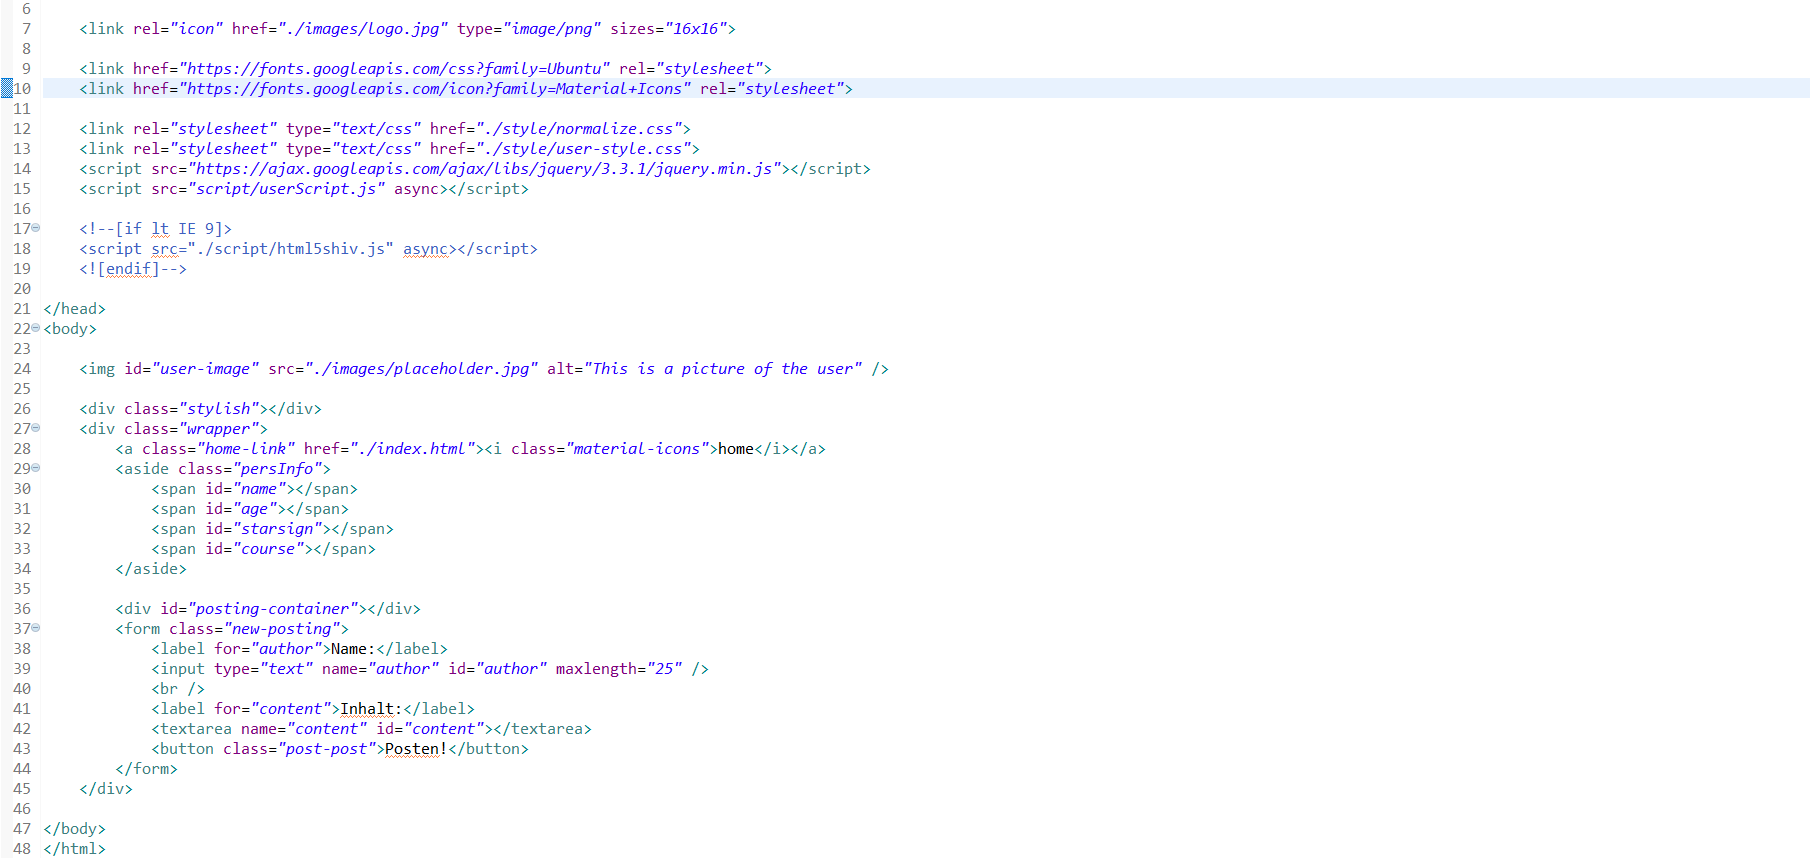 6
7 <link rel="icon" href="./images/logo.jpg" type="image/png" sizes="16x16">
8
9 <link href="https://fonts.googleapis.com/css?family=Ubuntu" rel="stylesheet">
10 <link href="https://fonts.googleapis.com/icon?family=Material+Icons" rel="stylesheet">
11
12 <link rel="stylesheet" type="text/css" href="./style/normalize.css">
13 <link rel="stylesheet" type="text/css" href="./style/user-style.css">
14 <script src="https://ajax.googleapis.com/ajax/libs/jquery/3.3.1/jquery.min.js"></script>
15 <script src="script/userScript.js" async></script>
16
17 <!--[if lt IE 9]>
18 <script src="./script/html5shiv.js" async></script>
19 <![endif]-->
20
21 </head>
22 <body>
23
24 <img id="user-image" src="./images/placeholder.jpg" alt="This is a picture of the user" />
25
26 <div class="stylish"></div>
27 <div class="wrapper">
28 <a class="home-link" href="./index.html"><i class="material-icons">home</i></a>
29 <aside class="persInfo">
30 <span id="name"></span>
31 <span id="age"></span>
32 <span id="starsign"></span>
33 <span id="course"></span>
34 </aside>
35
36 <div id="posting-container"></div>
37 <form class="new-posting">
38 <label for="author">Name:</label>
39 <input type="text" name="author" id="author" maxlength="25" />
40 <br />
41 <label for="content">Inhalt:</label>
42 <textarea name="content" id="content"></textarea>
43 <button class="post-post">Posten!</button>
44 </form>
45 </div>
46
47 </body>
48 </html>